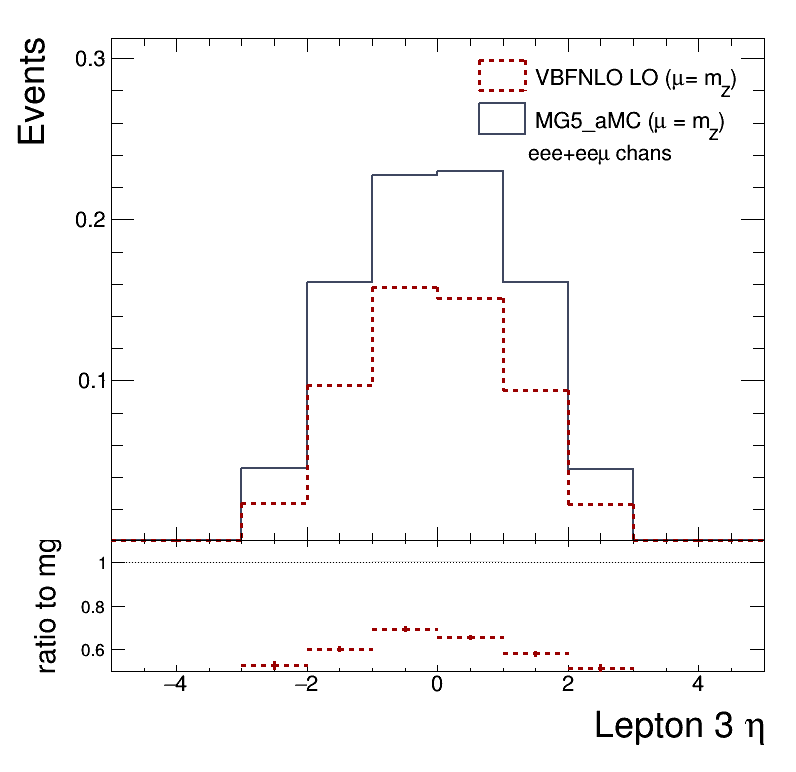 Events
0.3
0.2
0.1
VBFNLO LO (μ= m_Z)
MG5_aMC (μ = m_Z)
eee+eeμ chans
ratio to mg
1
0.8
0.6
−4 −2 0 2 4
Lepton 3 η